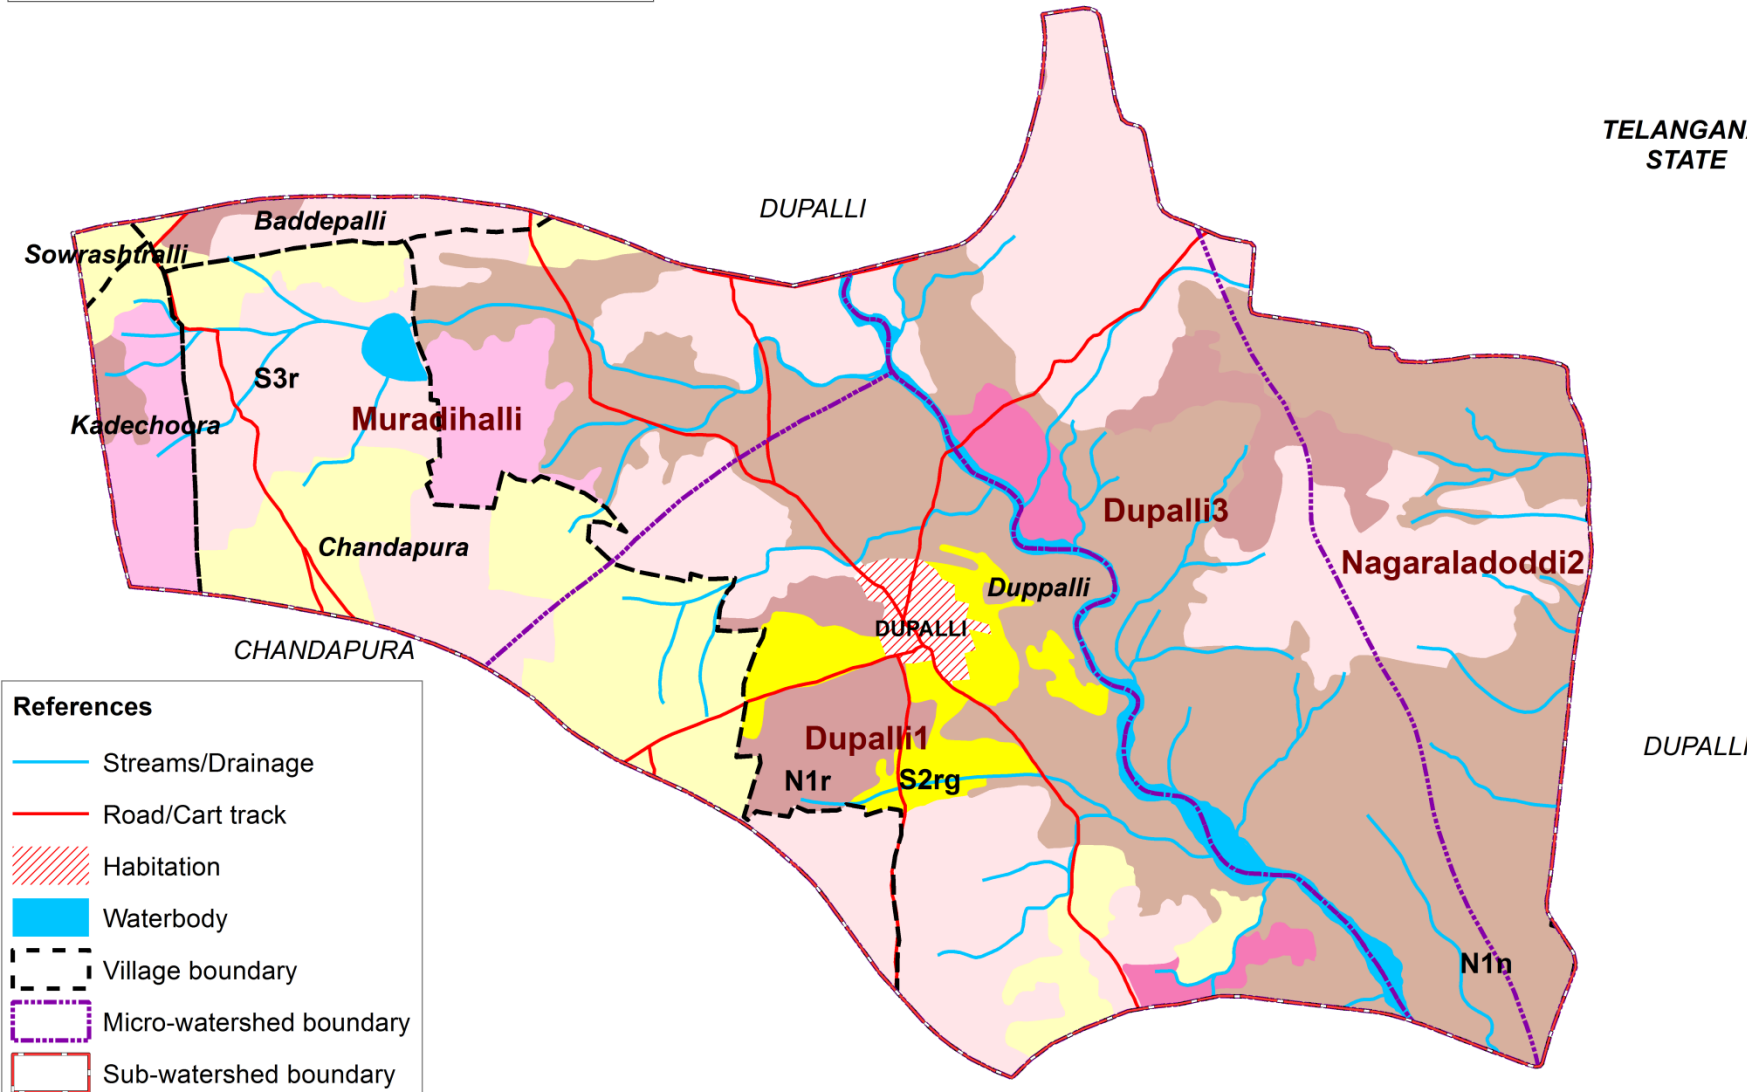 TELANGAN
STATE
DUPALLI
Baddepalli
Sowrashtralli
S3r
Muradihalli
Kadechoora
Dupalli3
Chandapura
Nagaraladoddi2
Duppalli
DUPALLI
CHANDAPURA
Dupalli1
DUPALLI
N1r
S2rg
N1n
References
Streams/Drainage
Road/Cart track
Habitation
Waterbody
Village boundary
Micro-watershed boundary
Sub-watershed boundary